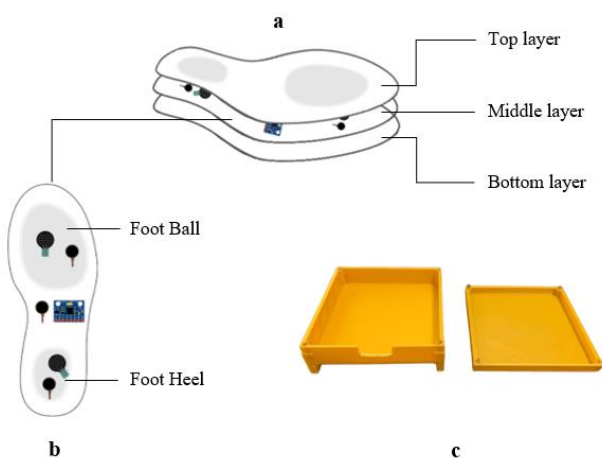 a
Top layer
Middle layer
Bottom layer
Foot Ball
Foot Heel
b
c